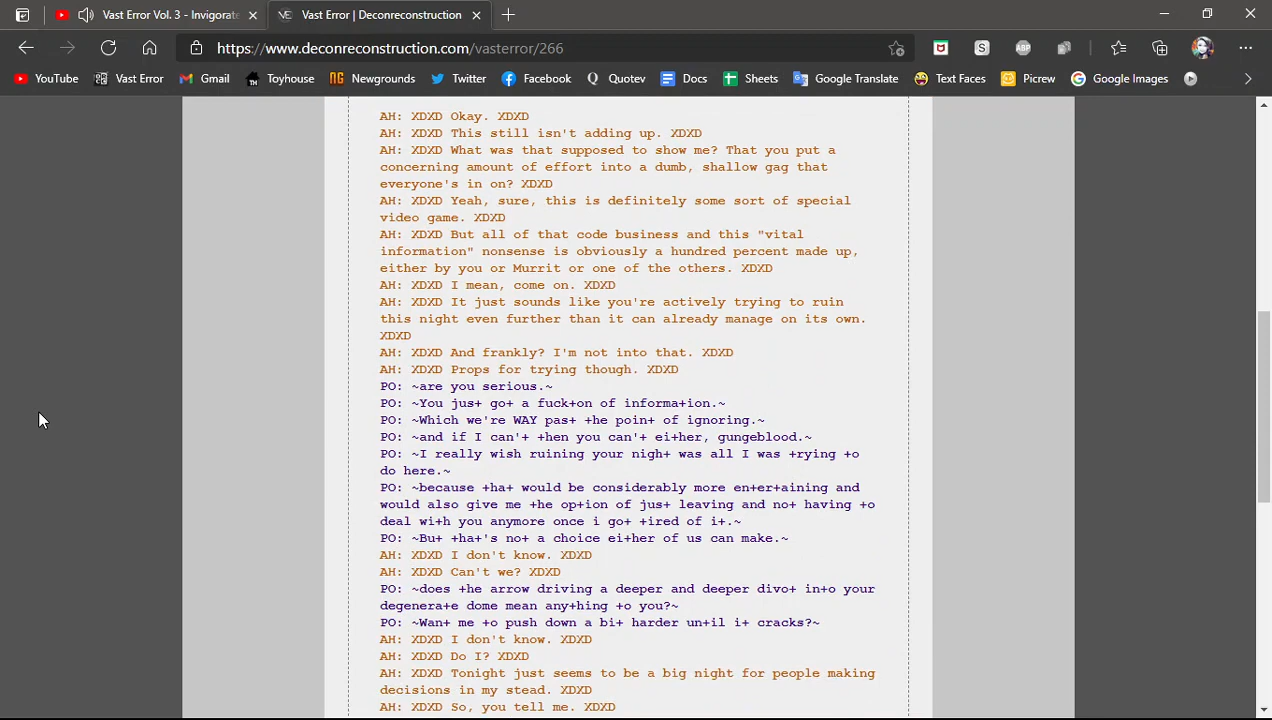 Vast Error Vol. 3 - Invigorate
Vast Error | Deconreconstruction
https://www.deconreconstruction.com/vasterror/266
YouTube Vast Error Gmail Toyhouse Newgrounds Twitter Facebook Quotev Docs Sheets Google Translate Text Faces Picrew Google Images
AH: XDXD Okay. XDXD
AH: XDXD This still isn't adding up. XDXD
AH: XDXD What was that supposed to show me? That you put a
concerning amount of effort into a dumb, shallow gag that
everyone's in on? XDXD
AH: XDXD Yeah, sure, this is definitely some sort of special
video game. XDXD
AH: XDXD But all of that code business and this "vital
information" nonsense is obviously a hundred percent made up,
either by you or Murrit or one of the others. XDXD
AH: XDXD I mean, come on. XDXD
AH: XDXD It just sounds like you're actively trying to ruin
this night even further than it can already manage on its own.
XDXD
AH: XDXD And frankly? I'm not into that. XDXD
AH: XDXD Props for trying though. XDXD
PO: ~are you serious.~
PO: ~You jus+ go+ a fuck+on of informa+ion.~
PO: ~Which we're WAY pas+ +he poin+ of ignoring.~
PO: ~and if I can'+ +hen you can'+ ei+her, gungeblood.~
PO: ~I really wish ruining your nigh+ was all I was +rying +o
do here.~
PO: ~because +ha+ would be considerably more en+er+aining and
would also give me +he op+ion of jus+ leaving and no+ having +o
deal wi+h you anymore once i go+ +ired of i+.~
PO: ~Bu+ +ha+'s no+ a choice ei+her of us can make.~
AH: XDXD I don't know. XDXD
AH: XDXD Can't we? XDXD
PO: ~does +he arrow driving a deeper and deeper divo+ in+o your
degenera+e dome mean any+hing +o you?~
PO: ~Wan+ me +o push down a bi+ harder un+il i+ cracks?~
AH: XDXD I don't know. XDXD
AH: XDXD Do I? XDXD
AH: XDXD Tonight just seems to be a big night for people making
decisions in my stead. XDXD
AH: XDXD So, you tell me. XDXD